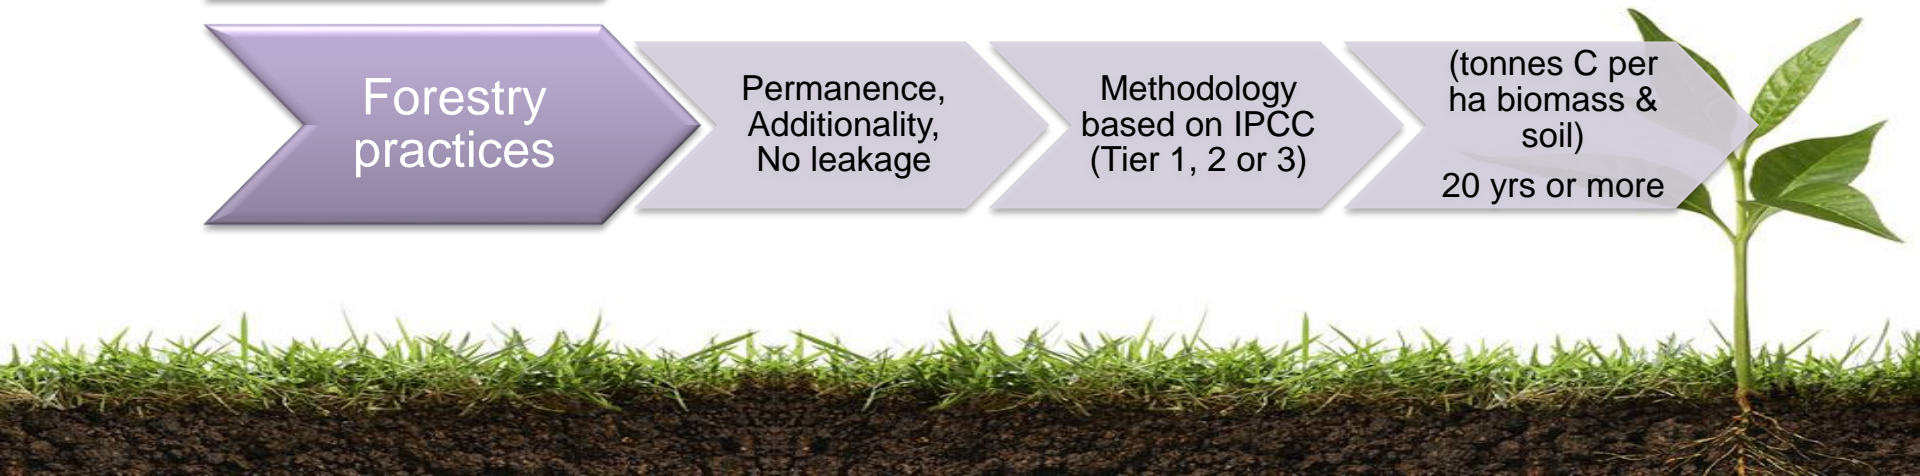 Forestry
practices
Permanence,
Additionality,
No leakage
Methodology
based on IPCC
(Tier 1, 2 or 3)
(tonnes C per
ha biomass &
soil)
20 yrs or more